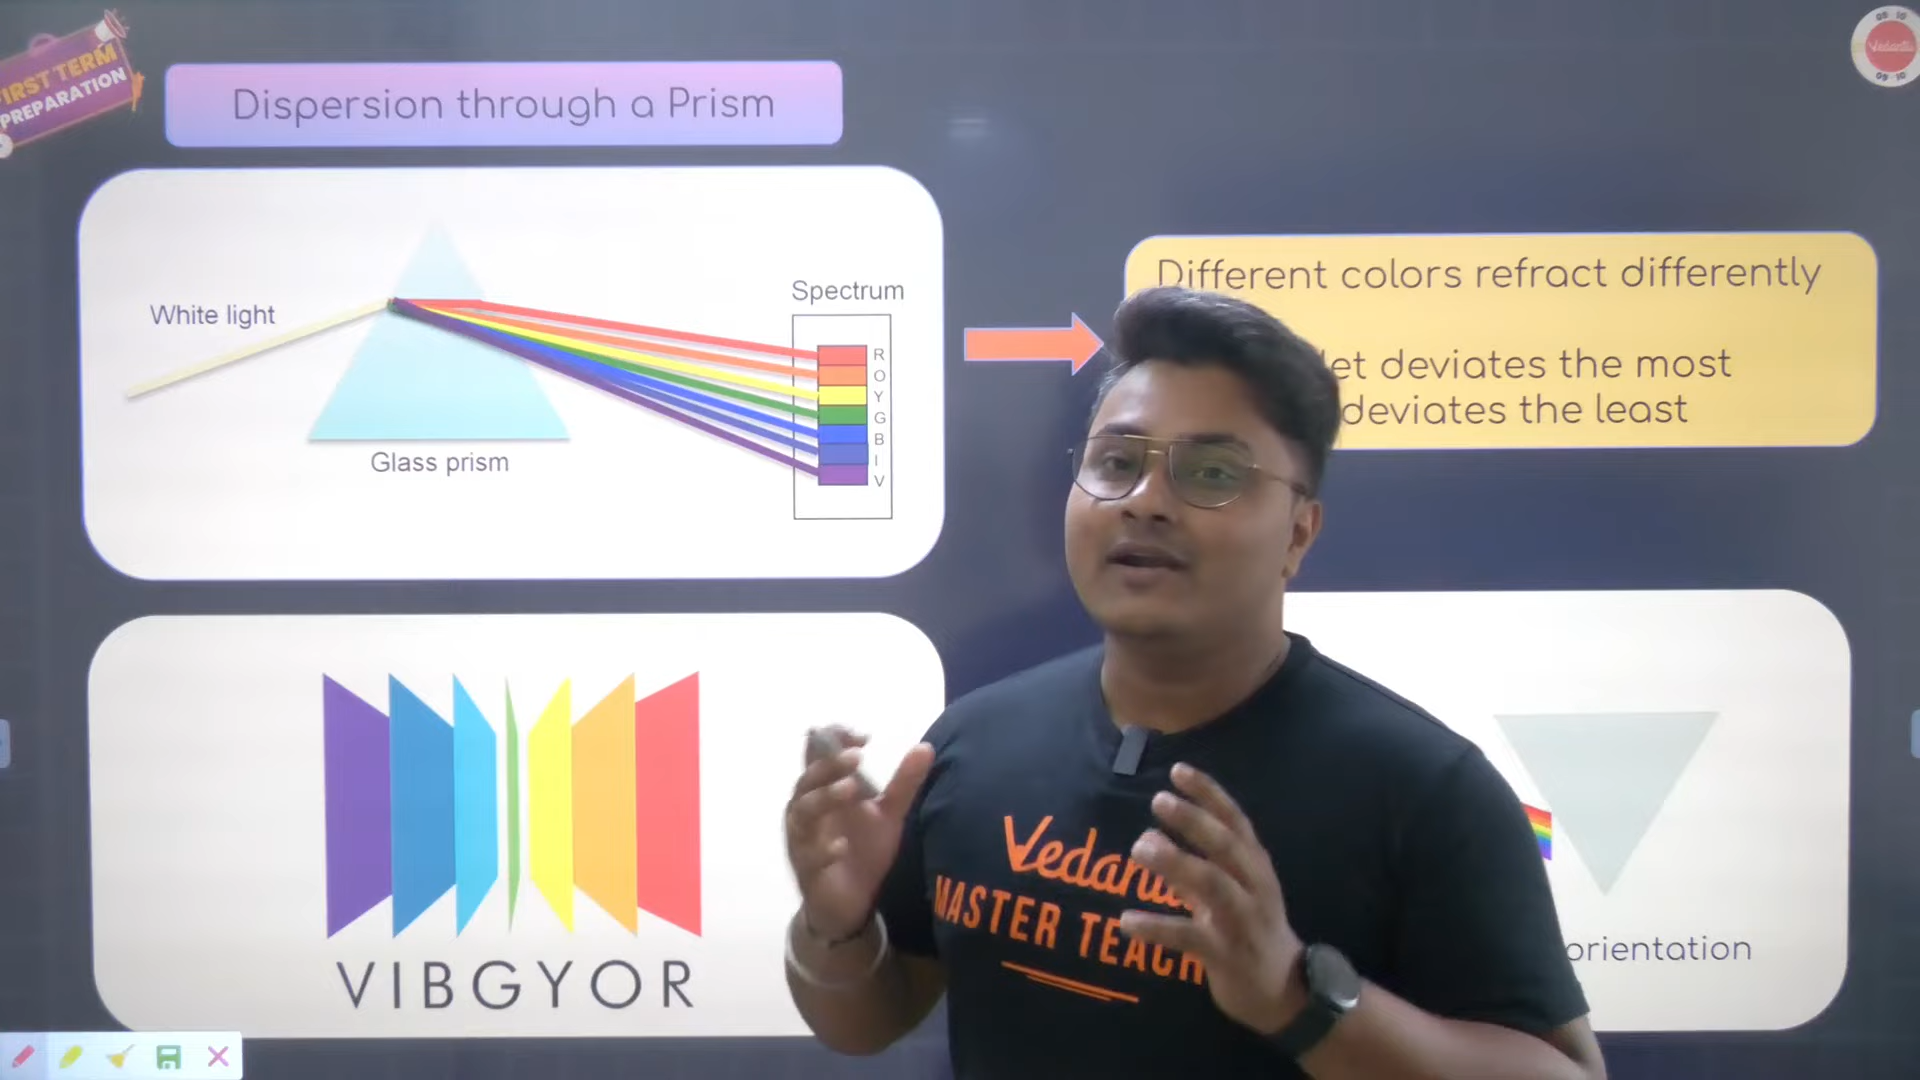 FIRST TERM
PREPARATION
Dispersion through a Prism
Vedantu
White light
Spectrum
R
O
Y
G
B
I
V
Glass prism
Different colors refract differently
deviates the most
deviates the least
VIBGYOR
orientation
MASTER TEACH